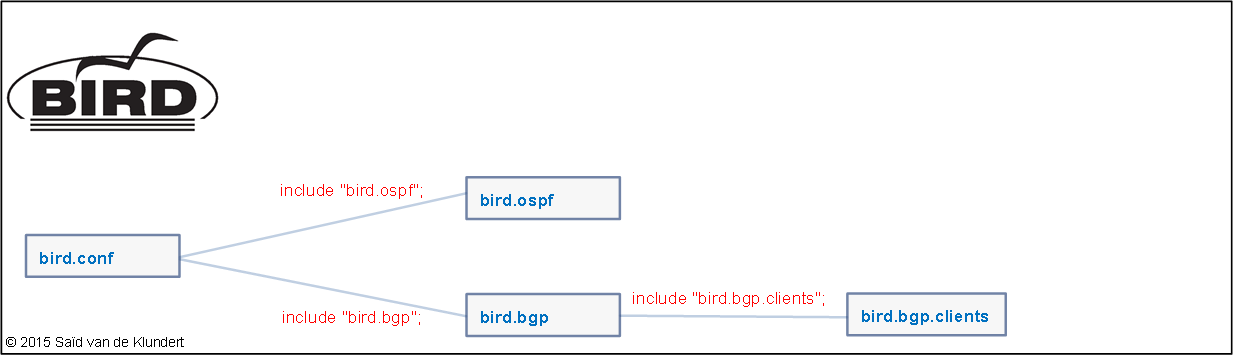 BIRD
include "bird.ospf";
bird.ospf
bird.conf
include "bird.bgp";
bird.bgp
include "bird.bgp.clients";
bird.bgp.clients
© 2015 Saïd van de Klundert